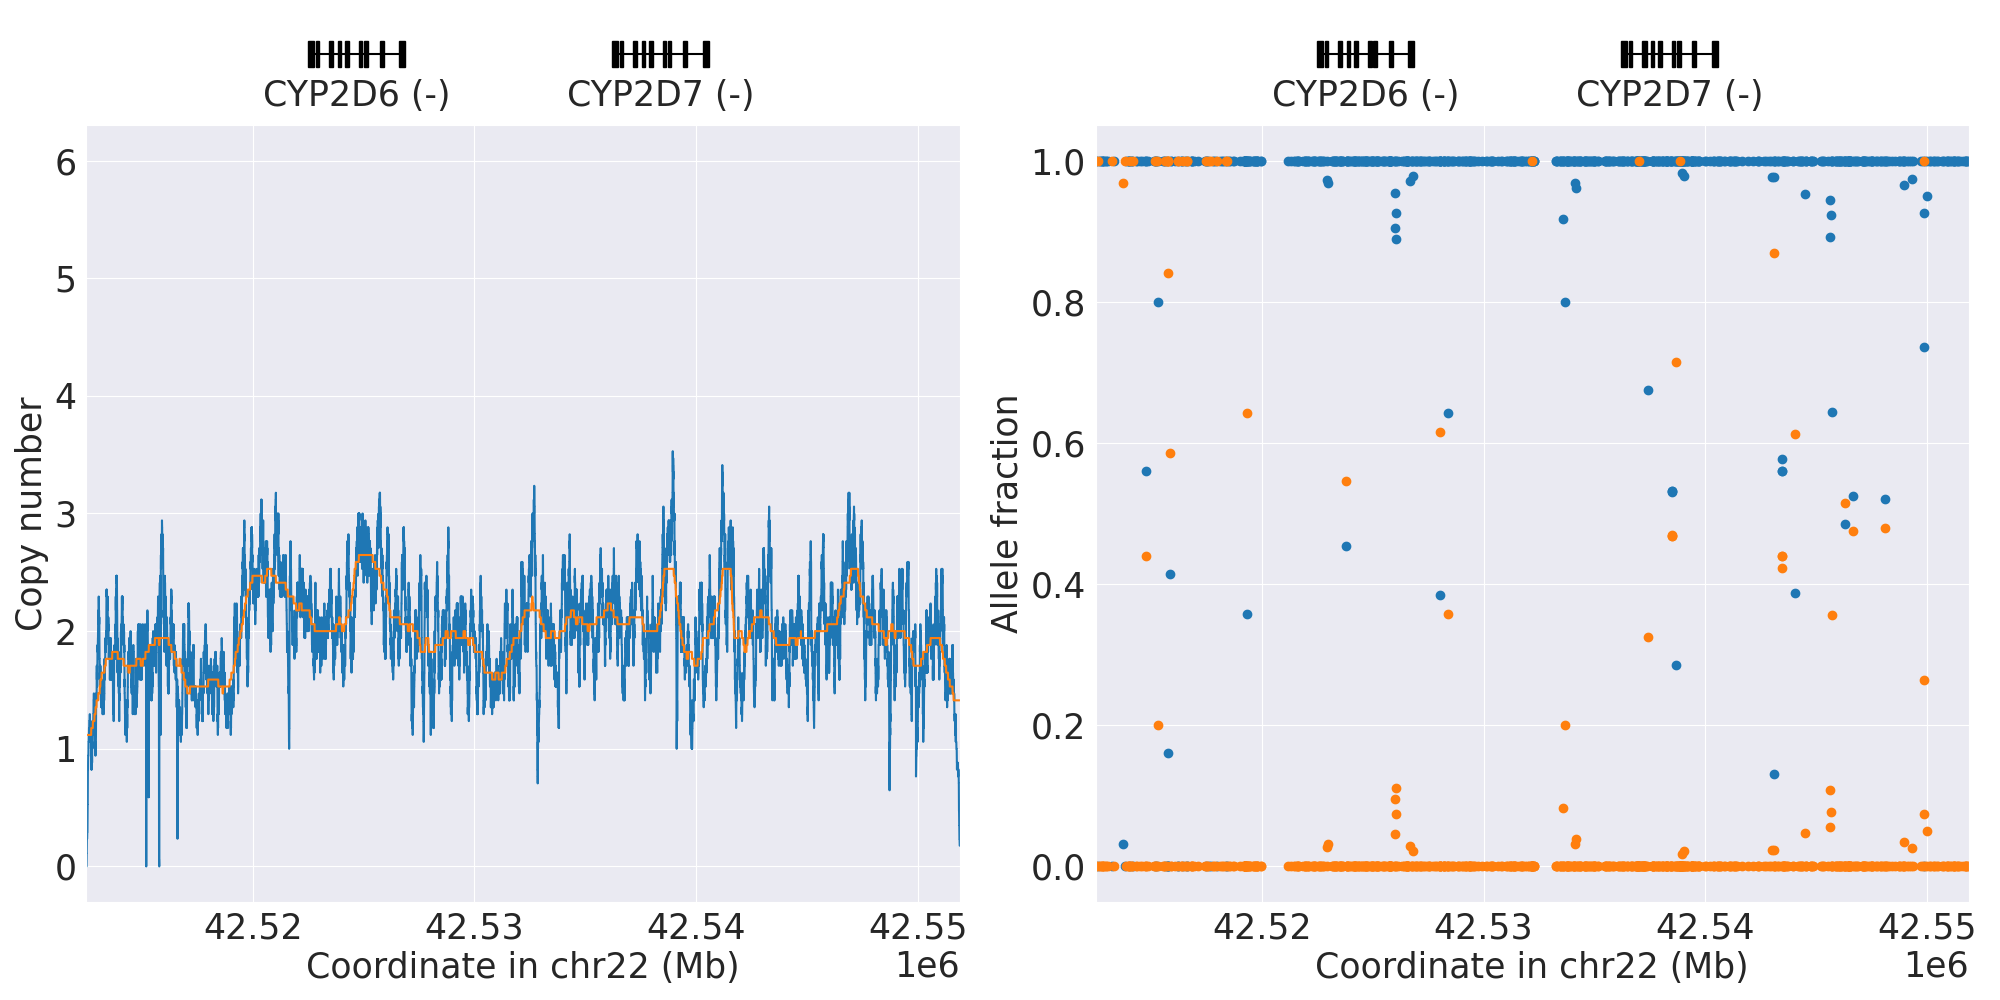 CYP2D6 (-) CYP2D7 (-)
6
5
4
3
2
1
0
Copy number
42.52 42.53 42.54 42.55
Coordinate in chr22 (Mb) 1e6
CYP2D6 (-) CYP2D7 (-)
1.0
0.8
0.6
0.4
0.2
0.0
Allele fraction
42.52 42.53 42.54 42.55
Coordinate in chr22 (Mb) 1e6